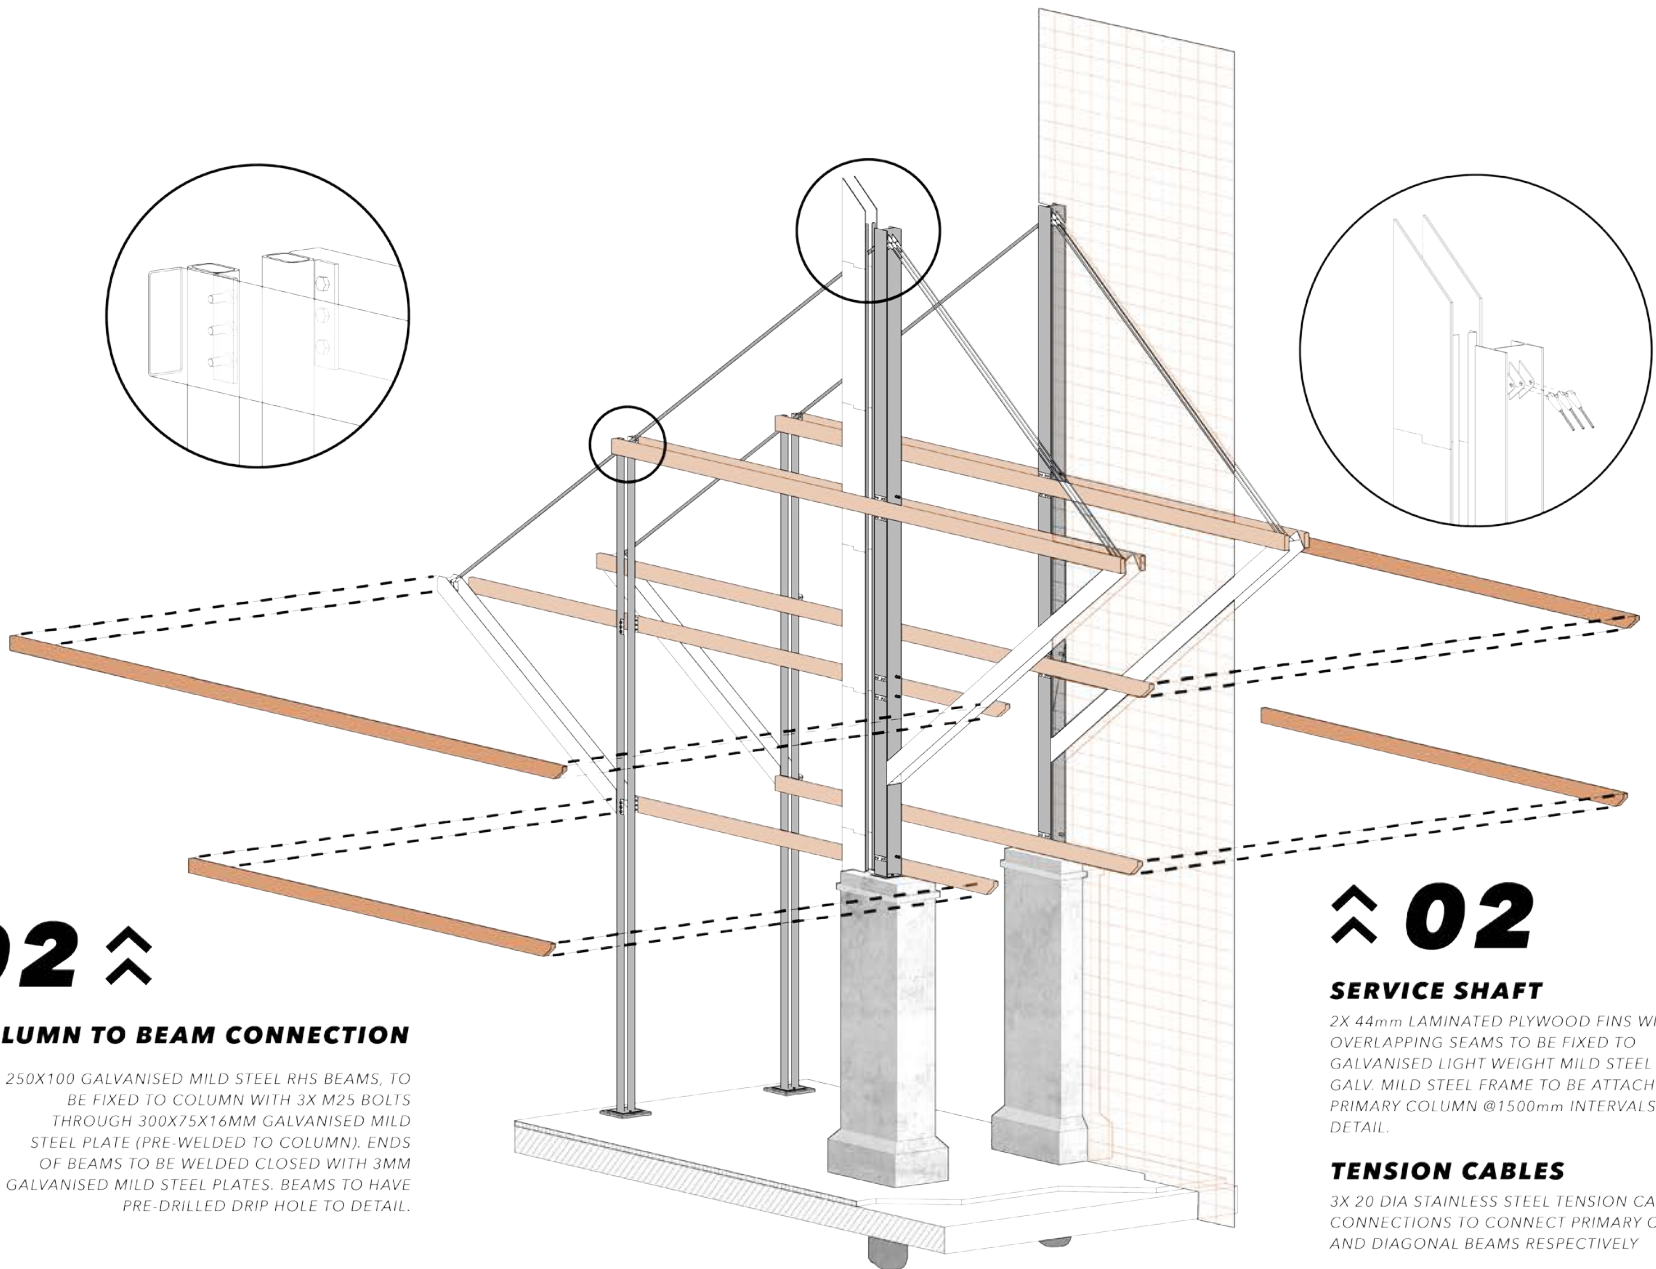 02
LUMN TO BEAM CONNECTION
250X100 GALVANISED MILD STEEL RHS BEAMS, TO
BE FIXED TO COLUMN WITH 3X M25 BOLTS
THROUGH 300X75X16MM GALVANISED MILD
STEEL PLATE (PRE-WELDED TO COLUMN). ENDS
OF BEAMS TO BE WELDED CLOSED WITH 3MM
GALVANISED MILD STEEL PLATES. BEAMS TO HAVE
PRE-DRILLED DRIP HOLE TO DETAIL.
02
SERVICE SHAFT
2X 44mm LAMINATED PLYWOOD FINS WI
OVERLAPPING SEAMS TO BE FIXED TO
GALVANISED LIGHT WEIGHT MILD STEEL
GALV. MILD STEEL FRAME TO BE ATTACH
PRIMARY COLUMN @1500mm INTERVALS
DETAIL.
TENSION CABLES
3X 20 DIA STAINLESS STEEL TENSION CA
CONNECTIONS TO CONNECT PRIMARY C
AND DIAGONAL BEAMS RESPECTIVELY